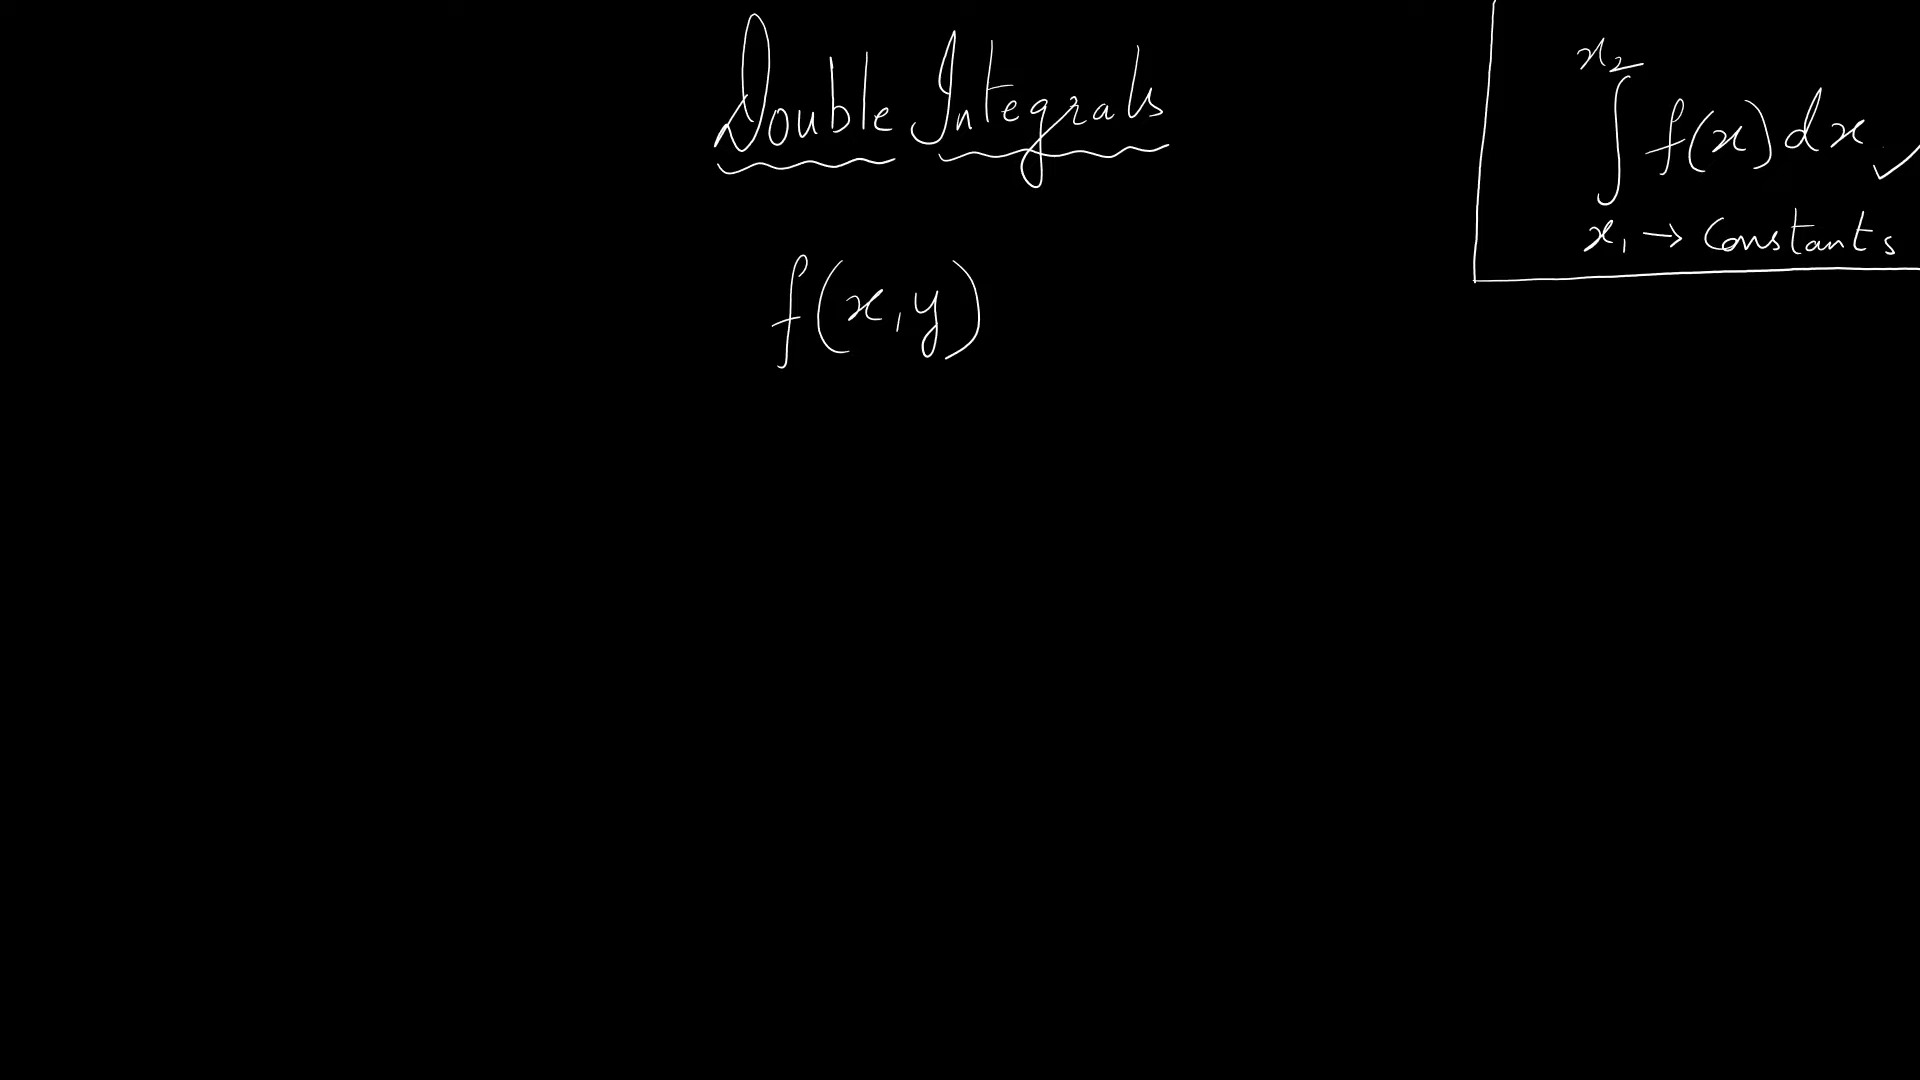 Double Integrals
f(x,y)
x₂
∫ f(x) dx ✓
x₁ → Constants